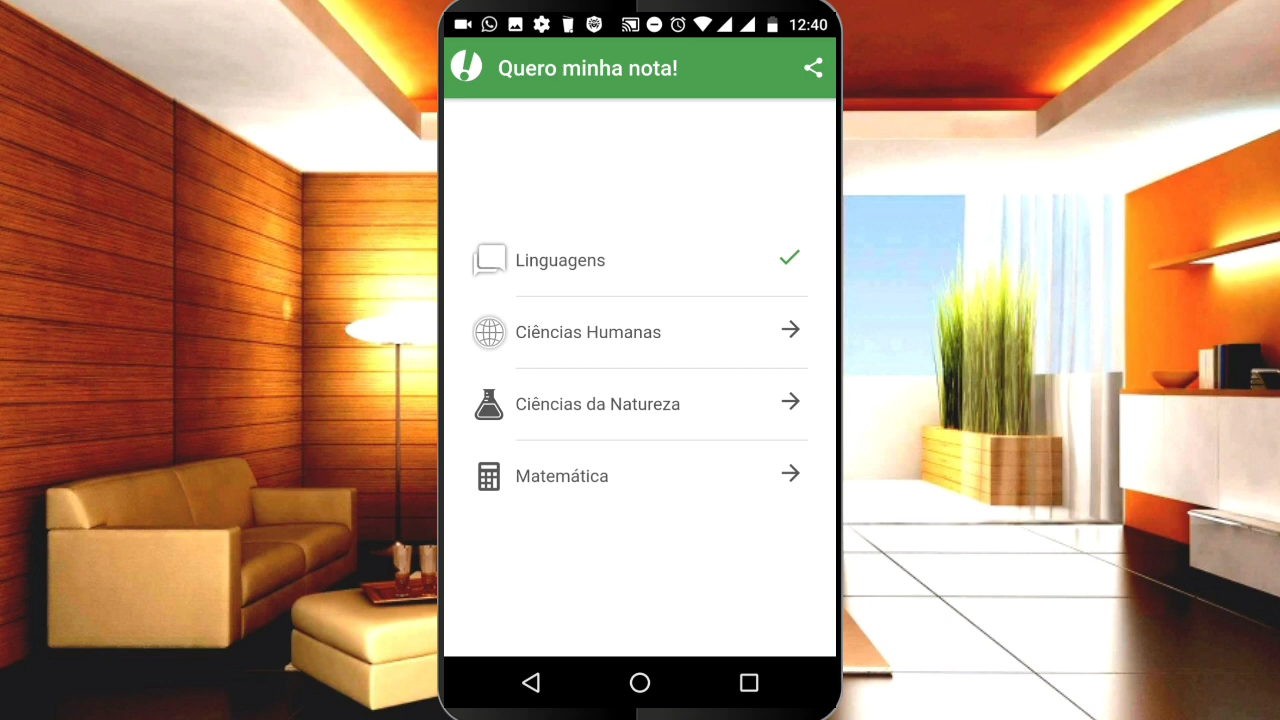 12:40
Quero minha nota!
Linguagens
Ciências Humanas
Ciências da Natureza
Matemática